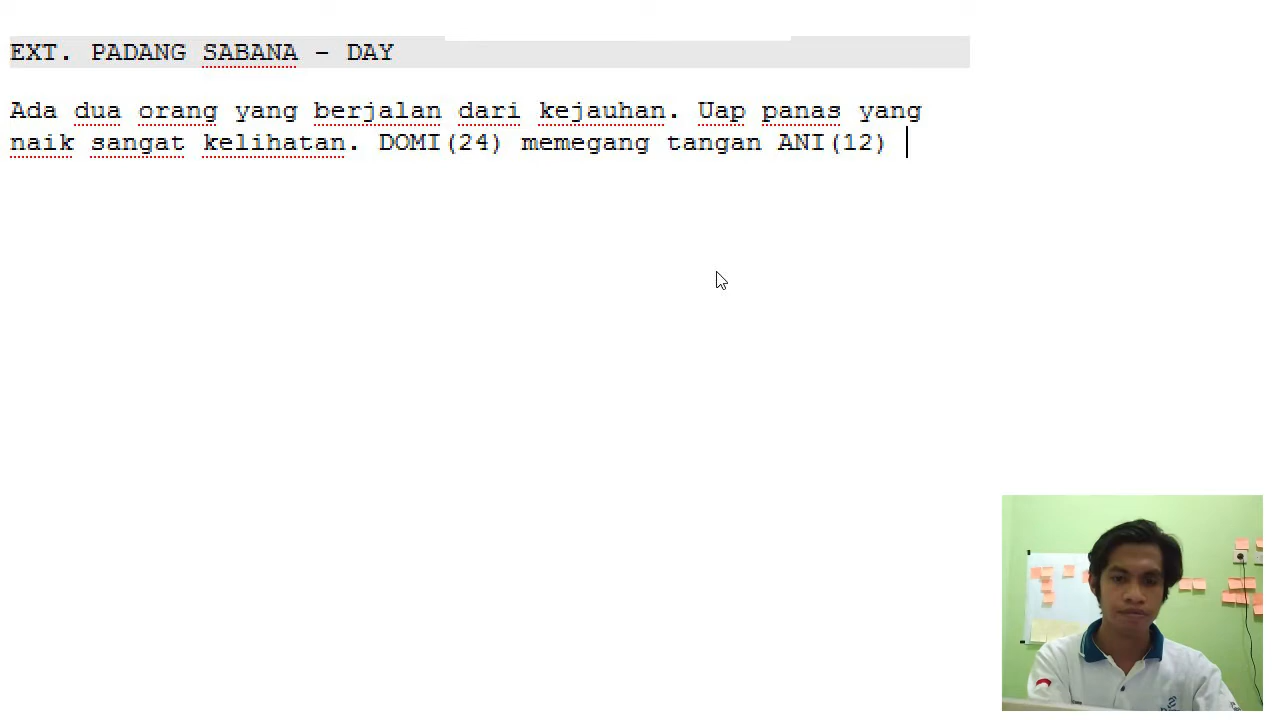 EXT. PADANG SABANA – DAY
Ada dua orang yang berjalan dari kejauhan. Uap panas yang
naik sangat kelihatan. DOMI(24) memegang tangan ANI(12)